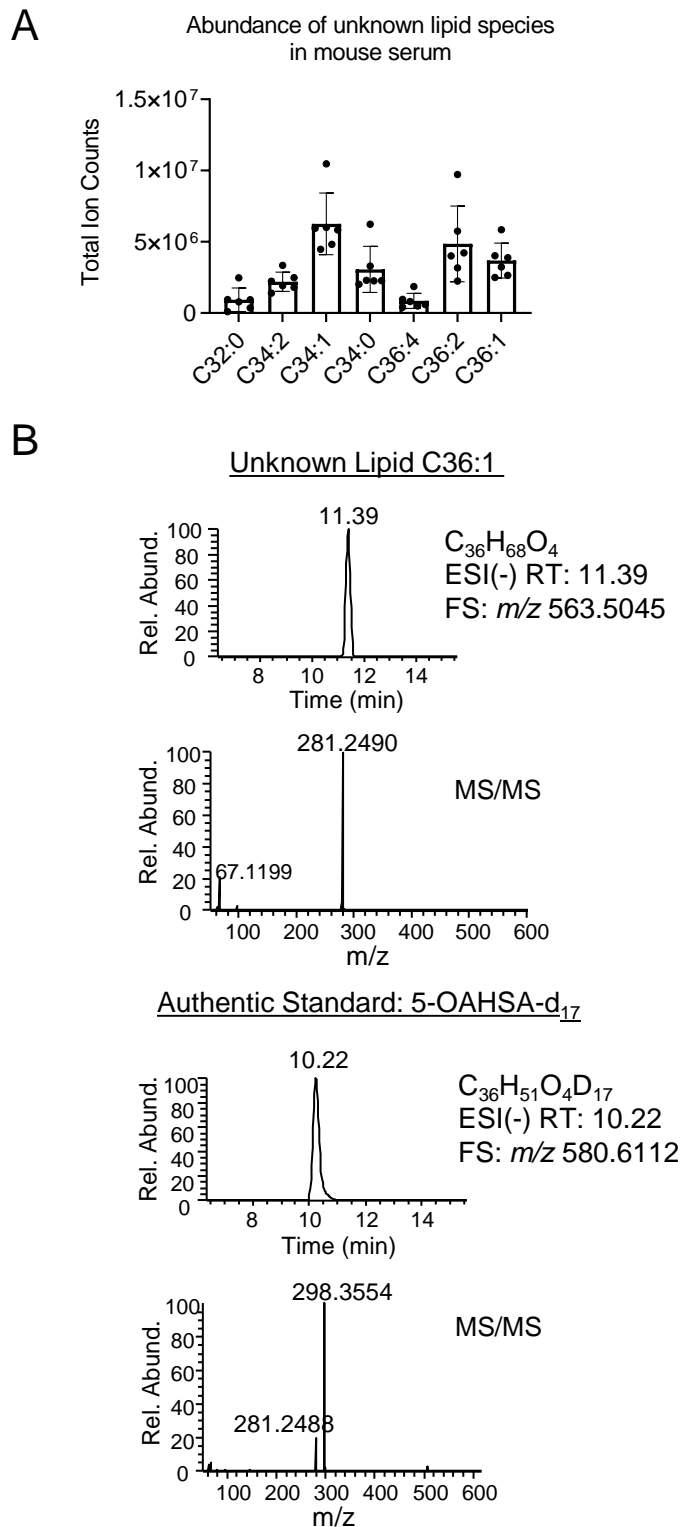 A
Abundance of unknown lipid species
in mouse serum
Total Ion Counts
1.5×10⁷
1×10⁷
5×10⁶
0
C32:0
C34:2
C34:1
C34:0
C36:4
C36:2
C36:1
B
Unknown Lipid C36:1
11.39
C₃₆H₆₈O₄
ESI(-) RT: 11.39
FS: m/z 563.5045
Rel. Abund.
100
80
60
40
20
0
8 10 12 14
Time (min)
281.2490
MS/MS
67.1199
Rel. Abund.
100
80
60
40
20
0
100 200 300 400 500 600
m/z
Authentic Standard: 5-OAHSA-d₁₇
10.22
C₃₆H₅₁O₄D₁₇
ESI(-) RT: 10.22
FS: m/z 580.6112
Rel. Abund.
100
80
60
40
20
0
8 10 12 14
Time (min)
298.3554
MS/MS
281.2488
Rel. Abund.
100
80
60
40
20
0
100 200 300 400 500 600
m/z